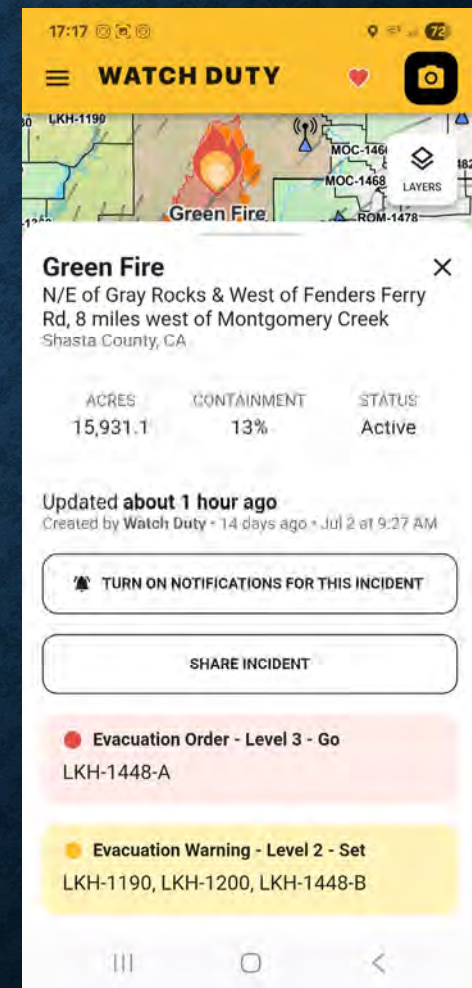 17:17
72
WATCH DUTY
LKH-1190
MOC-146
MOC-1468
LAYERS
Green Fire
ROM-1478
Green Fire
N/E of Gray Rocks & West of Fenders Ferry
Rd, 8 miles west of Montgomery Creek
Shasta County, CA
ACRES CONTAINMENT STATUS
15,931.1 13% Active
Updated about 1 hour ago
Created by Watch Duty • 14 days ago • Jul 2 at 9:27 AM
TURN ON NOTIFICATIONS FOR THIS INCIDENT
SHARE INCIDENT
Evacuation Order - Level 3 - Go
LKH-1448-A
Evacuation Warning - Level 2 - Set
LKH-1190, LKH-1200, LKH-1448-B